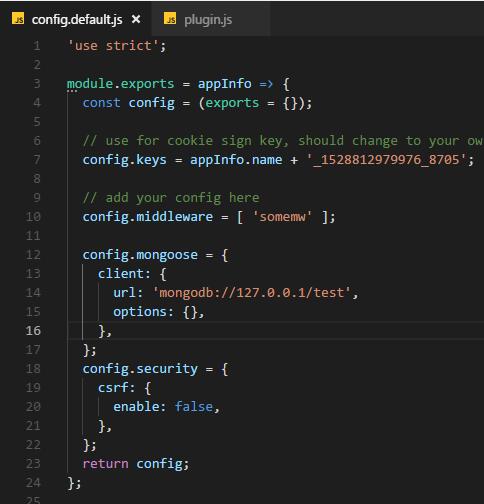 JS config.default.js × JS plugin.js
1 'use strict';
2
3 module.exports = appInfo => {
4 const config = (exports = {});
5
6 // use for cookie sign key, should change to your ow
7 config.keys = appInfo.name + '_1528812979976_8705';
8
9 // add your config here
10 config.middleware = [ 'somemw' ];
11
12 config.mongoose = {
13 client: {
14 url: 'mongodb://127.0.0.1/test',
15 options: {},
16 },
17 };
18 config.security = {
19 csrf: {
20 enable: false,
21 },
22 };
23 return config;
24 };
25